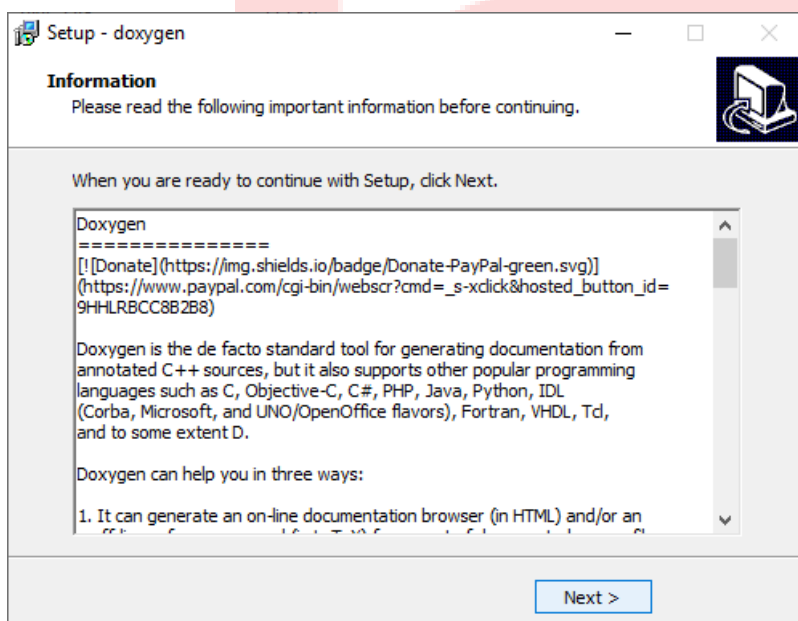 Setup - doxygen
Information
Please read the following important information before continuing.
When you are ready to continue with Setup, click Next.
Doxygen
===============
[![Donate](https://img.shields.io/badge/Donate-PayPal-green.svg)]
(https://www.paypal.com/cgi-bin/webscr?cmd=_s-xclick&hosted_button_id=
9HHLRBCC8B2B8)
Doxygen is the de facto standard tool for generating documentation from
annotated C++ sources, but it also supports other popular programming
languages such as C, Objective-C, C#, PHP, Java, Python, IDL
(Corba, Microsoft, and UNO/OpenOffice flavors), Fortran, VHDL, Tcl,
and to some extent D.
Doxygen can help you in three ways:
1. It can generate an on-line documentation browser (in HTML) and/or an
Next >